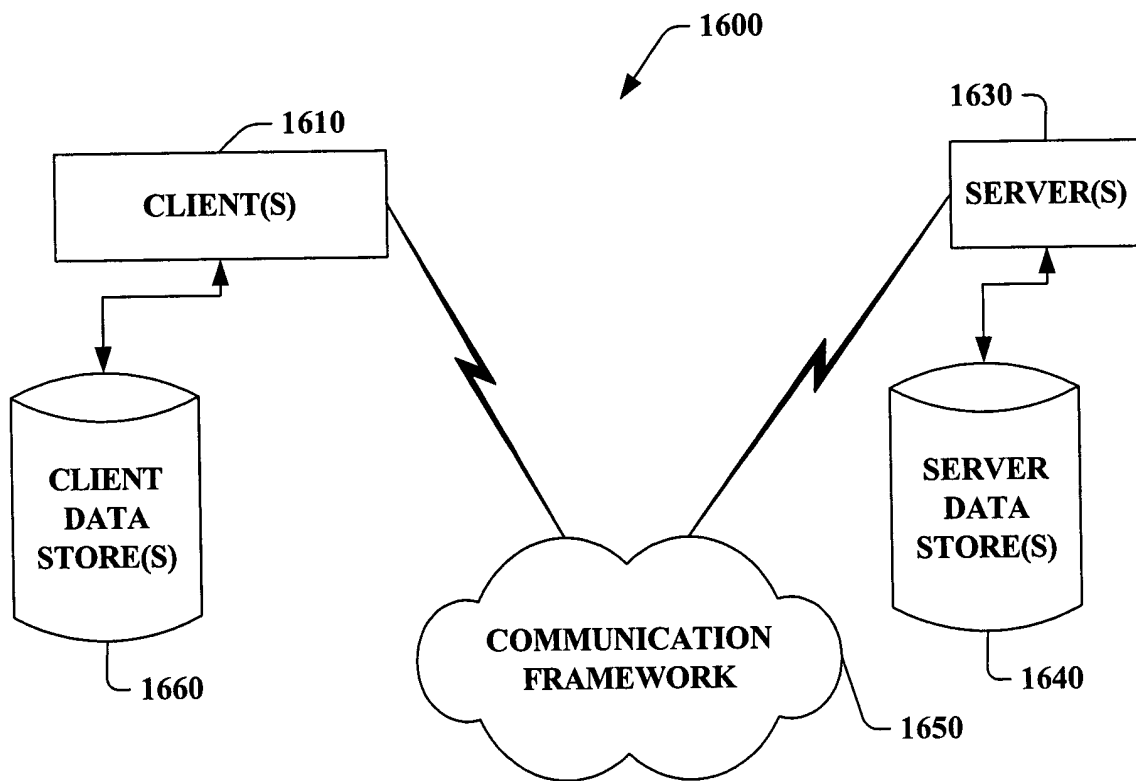 1600
1610
1630
CLIENT(S)
SERVER(S)
CLIENT
DATA
STORE(S)
SERVER
DATA
STORE(S)
COMMUNICATION
FRAMEWORK
1660
1640
1650